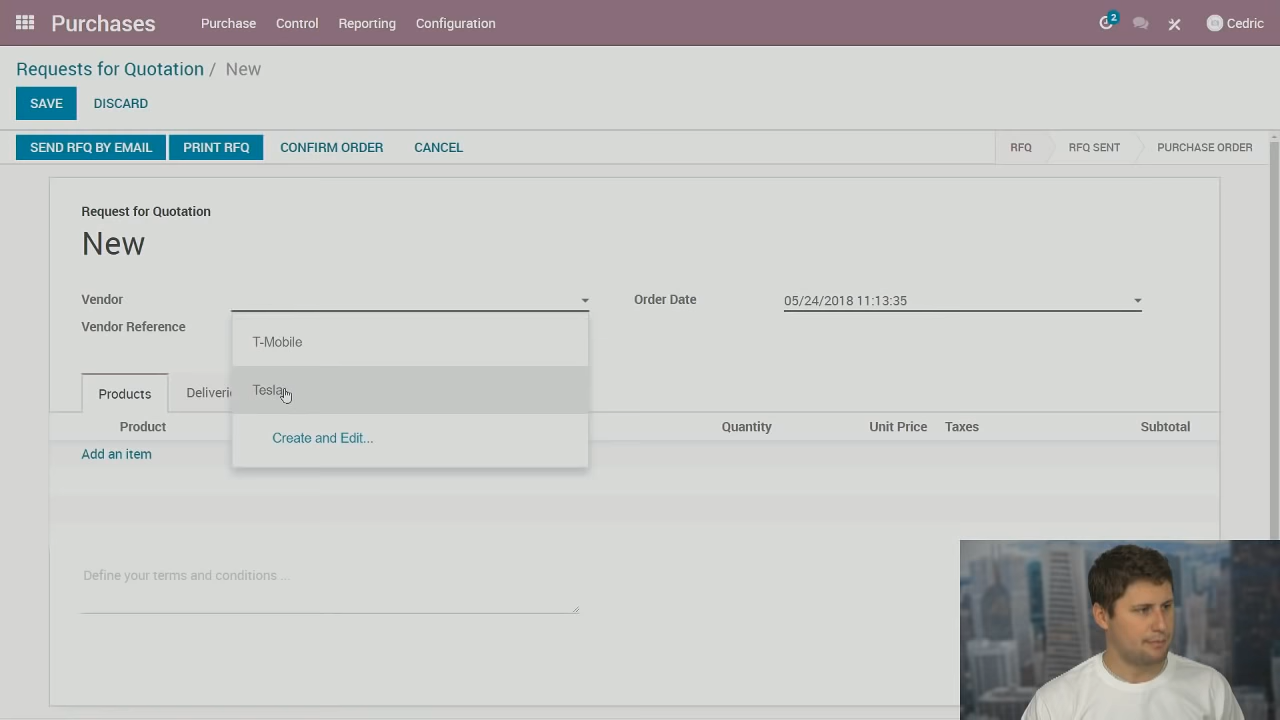 Purchases Purchase Control Reporting Configuration 2 Cedric
Requests for Quotation / New
SAVE DISCARD
SEND RFQ BY EMAIL PRINT RFQ CONFIRM ORDER CANCEL RFQ RFQ SENT PURCHASE ORDER
Request for Quotation
New
Vendor Order Date 05/24/2018 11:13:35
Vendor Reference
T-Mobile
Tesla
Create and Edit...
Products Deliveri
Product Quantity Unit Price Taxes Subtotal
Add an item
Define your terms and conditions ...